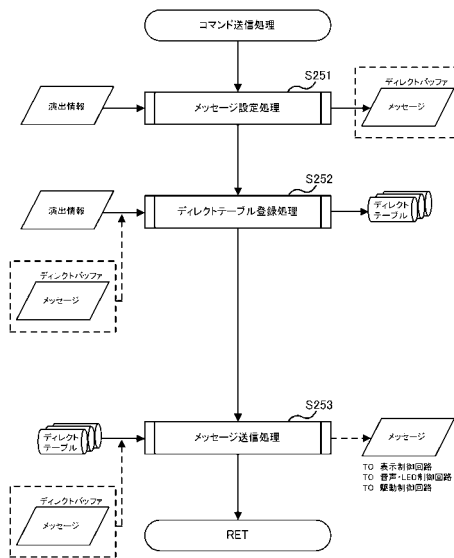 コマンド送信処理
S251
演出情報
メッセージ設定処理
ディレクトバッファ
メッセージ
S252
演出情報
ディレクトテーブル登録処理
ディレクト
テーブル
ディレクトバッファ
メッセージ
S253
ディレクト
テーブル
メッセージ送信処理
メッセージ
TO 表示制御回路
TO 音声・LED制御回路
TO 駆動制御回路
ディレクトバッファ
メッセージ
RET